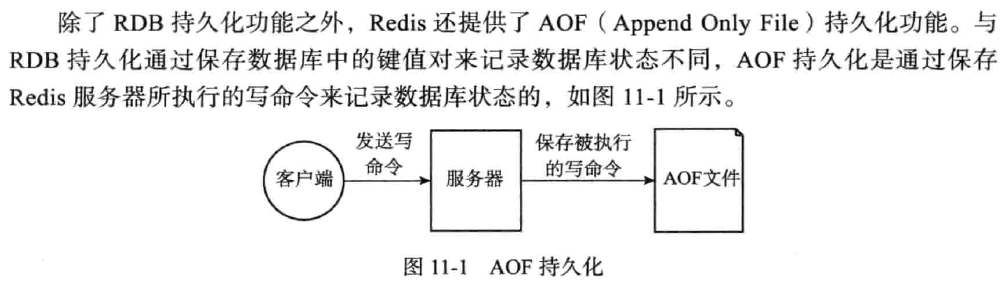 除了 RDB 持久化功能之外，Redis 还提供了 AOF（Append Only File）持久化功能。与
RDB 持久化通过保存数据库中的键值对来记录数据库状态不同，AOF 持久化是通过保存
Redis 服务器所执行的写命令来记录数据库状态的，如图 11-1 所示。
发送写
命令
保存被执行
的写命令
客户端
服务器
AOF文件
图 11-1 AOF 持久化